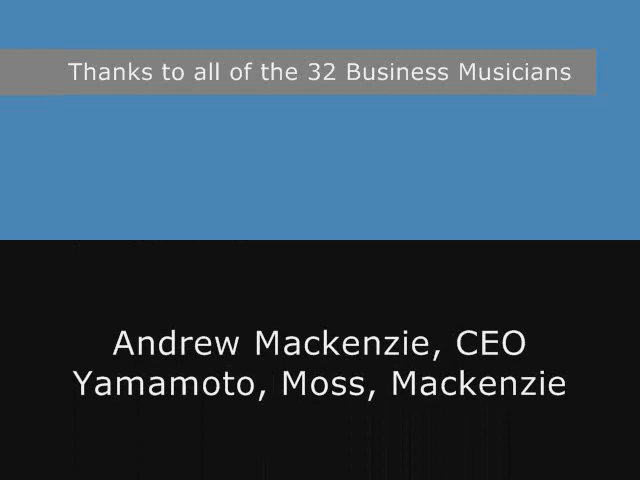 Thanks to all of the 32 Business Musicians
Andrew Mackenzie, CEO
Yamamoto, Moss, Mackenzie